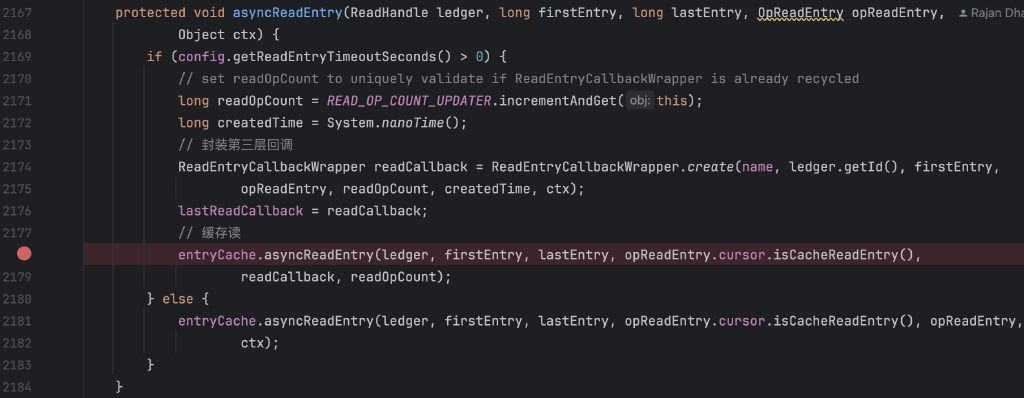 2167 protected void asyncReadEntry(ReadHandle ledger, long firstEntry, long lastEntry, OpReadEntry opReadEntry, Rajan Dha
2168 Object ctx) {
2169 if (config.getReadEntryTimeoutSeconds() > 0) {
2170 // set readOpCount to uniquely validate if ReadEntryCallbackWrapper is already recycled
2171 long readOpCount = READ_OP_COUNT_UPDATER.incrementAndGet( obj: this);
2172 long createdTime = System.nanoTime();
2173 // 封装第三层回调
2174 ReadEntryCallbackWrapper readCallback = ReadEntryCallbackWrapper.create(name, ledger.getId(), firstEntry,
2175 opReadEntry, readOpCount, createdTime, ctx);
2176 lastReadCallback = readCallback;
2177 // 缓存读
entryCache.asyncReadEntry(ledger, firstEntry, lastEntry, opReadEntry.cursor.isCacheReadEntry(),
2179 readCallback, readOpCount);
2180 } else {
2181 entryCache.asyncReadEntry(ledger, firstEntry, lastEntry, opReadEntry.cursor.isCacheReadEntry(), opReadEntry,
2182 ctx);
2183 }
2184 }